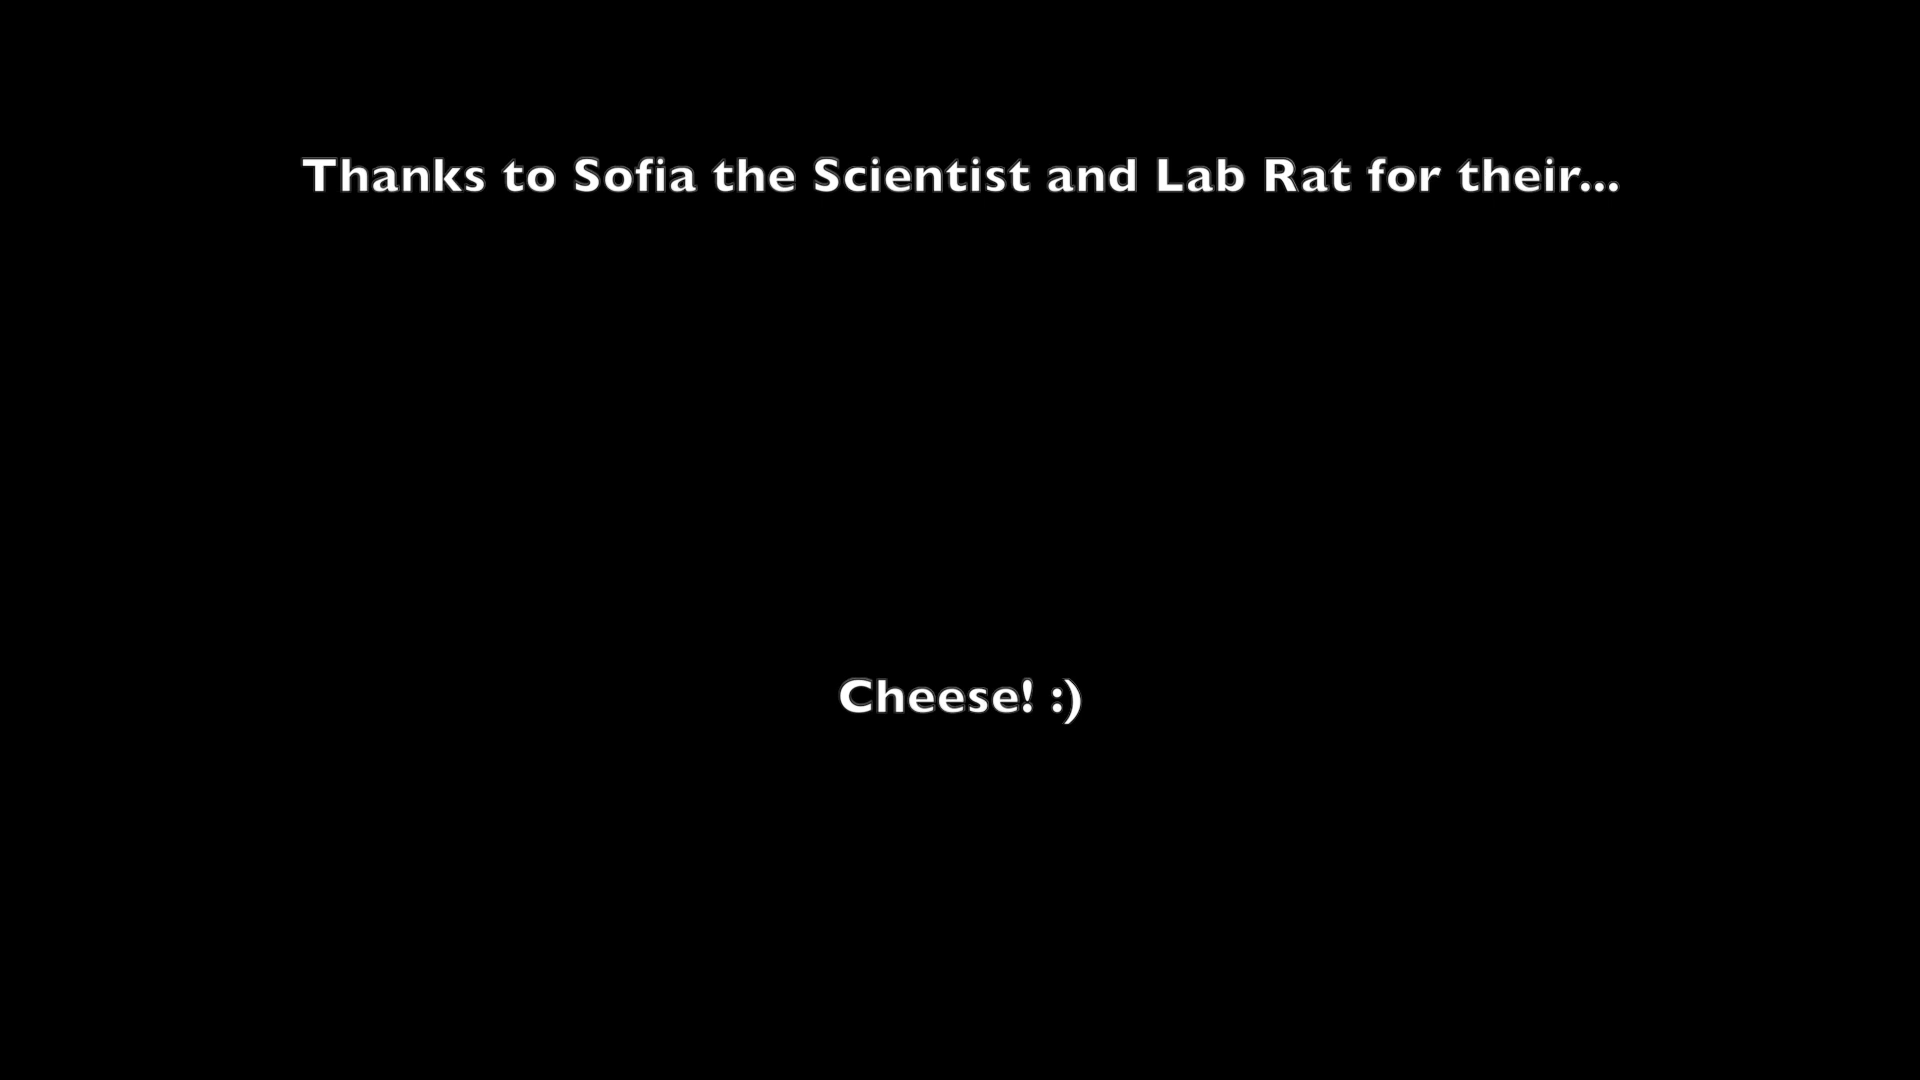 Thanks to Sofia the Scientist and Lab Rat for their...
Cheese! :)